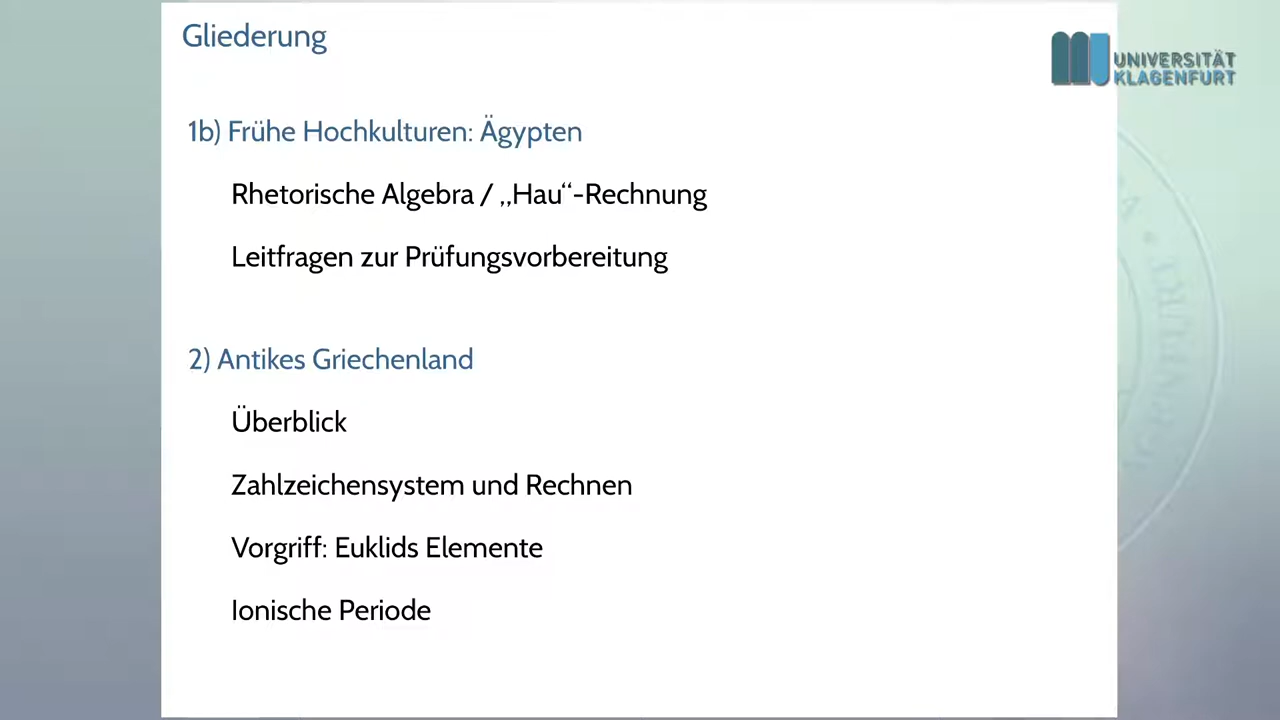 Gliederung
UNIVERSITÄT
KLAGENFURT
1b) Frühe Hochkulturen: Ägypten
Rhetorische Algebra / „Hau“-Rechnung
Leitfragen zur Prüfungsvorbereitung
2) Antikes Griechenland
Überblick
Zahlzeichensystem und Rechnen
Vorgriff: Euklids Elemente
Ionische Periode